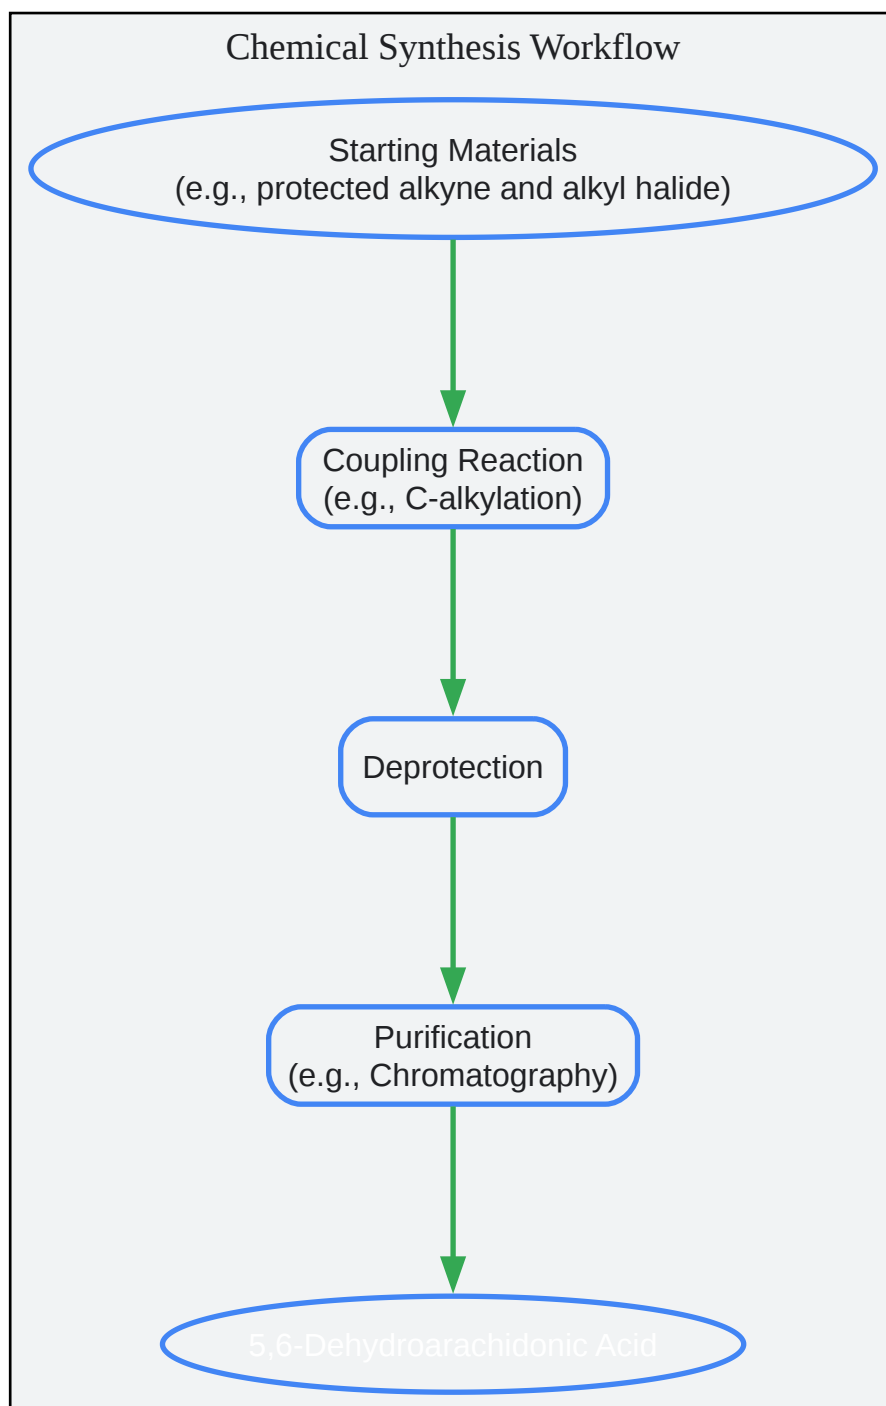 Chemical Synthesis Workflow
Starting Materials
(e.g., protected alkyne and alkyl halide)
Coupling Reaction
(e.g., C-alkylation)
Deprotection
Purification
(e.g., Chromatography)
5,6-Dehydroarachidonic Acid